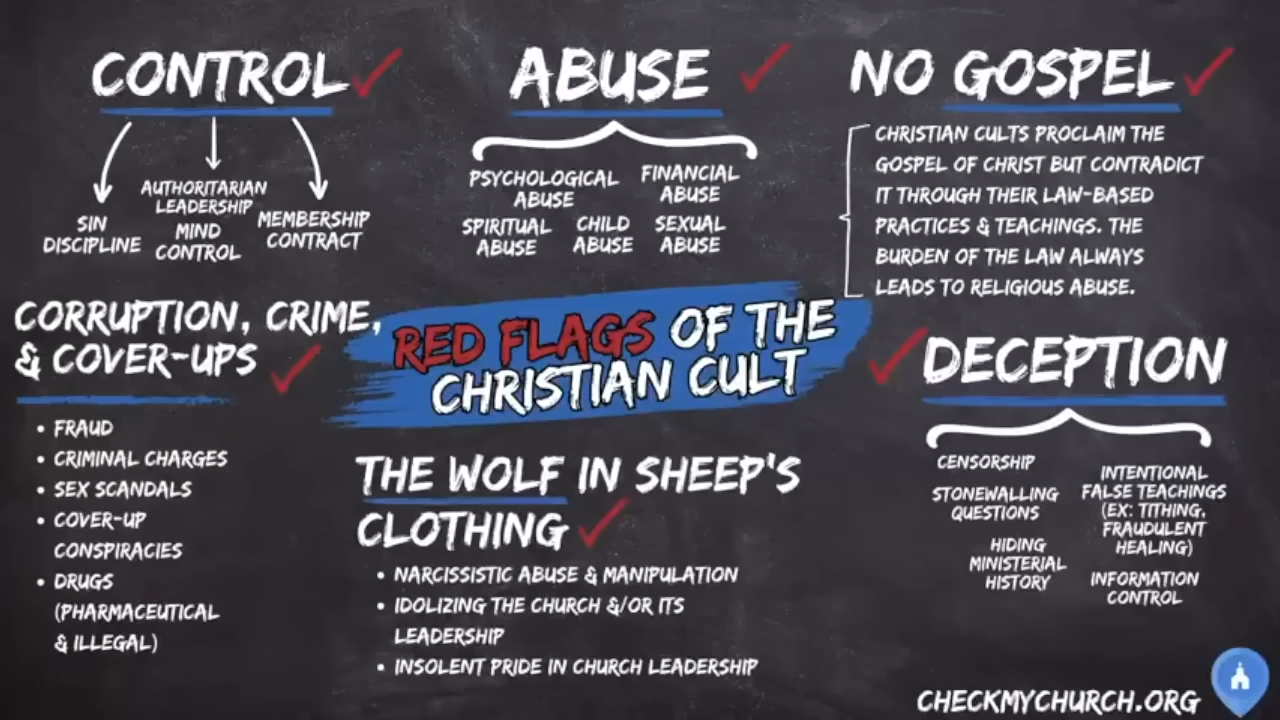 CONTROL
SIN
DISCIPLINE
AUTHORITARIAN
LEADERSHIP
MIND
CONTROL
MEMBERSHIP
CONTRACT
ABUSE
PSYCHOLOGICAL
ABUSE
FINANCIAL
ABUSE
SPIRITUAL
ABUSE
CHILD
ABUSE
SEXUAL
ABUSE
NO GOSPEL
CHRISTIAN CULTS PROCLAIM THE
GOSPEL OF CHRIST BUT CONTRADICT
IT THROUGH THEIR LAW-BASED
PRACTICES & TEACHINGS. THE
BURDEN OF THE LAW ALWAYS
LEADS TO RELIGIOUS ABUSE.
CORRUPTION, CRIME,
& COVER-UPS
• FRAUD
• CRIMINAL CHARGES
• SEX SCANDALS
• COVER-UP
CONSPIRACIES
• DRUGS
(PHARMACEUTICAL
& ILLEGAL)
RED FLAGS OF THE
CHRISTIAN CULT
THE WOLF IN SHEEP'S
CLOTHING
• NARCISSISTIC ABUSE & MANIPULATION
• IDOLIZING THE CHURCH &/OR ITS
LEADERSHIP
• INSOLENT PRIDE IN CHURCH LEADERSHIP
DECEPTION
CENSORSHIP
STONEWALLING
QUESTIONS
HIDING
MINISTERIAL
HISTORY
INTENTIONAL
FALSE TEACHINGS
(EX: TITHING,
FRAUDULENT
HEALING)
INFORMATION
CONTROL
CHECKMYCHURCH.ORG